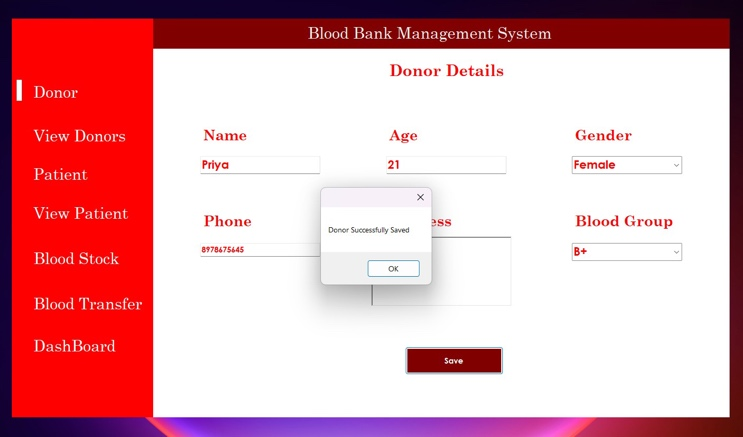 Blood Bank Management System
Donor
View Donors
Patient
View Patient
Blood Stock
Blood Transfer
DashBoard
Donor Details
Name
Age
Gender
Priya
21
Female
Phone
ess
Blood Group
8978675645
B+
Donor Successfully Saved
OK
Save